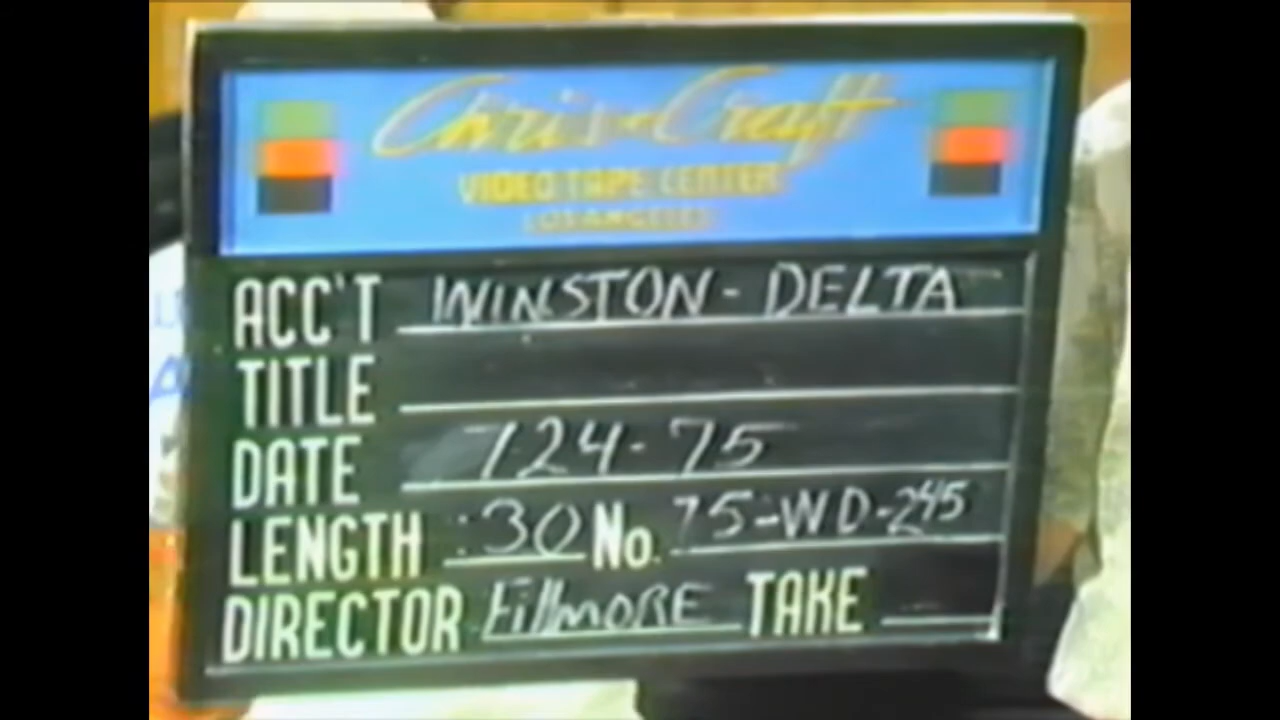 Chris-Craft
VIDEO TAPE CENTER
LOS ANGELES
ACC'T WINSTON - DELTA
TITLE
DATE 7-24-75
LENGTH :30 No. 75-WD-245
DIRECTOR FillmORE TAKE